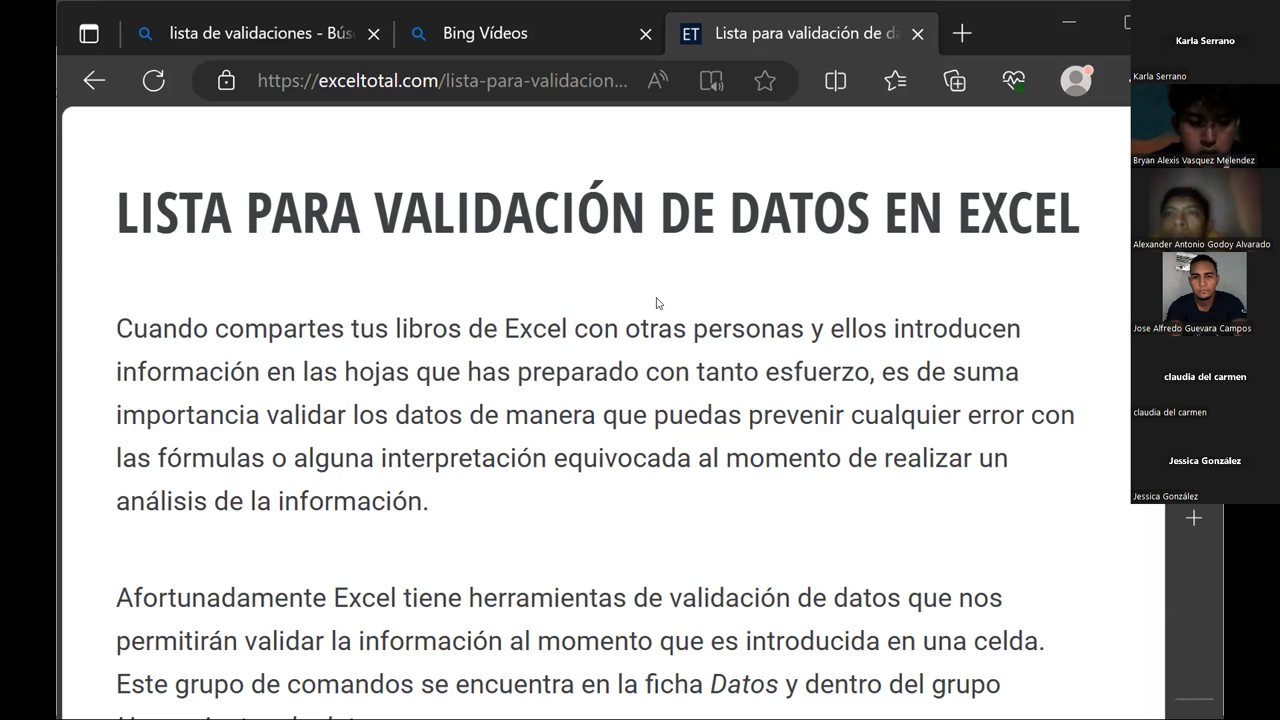 lista de validaciones - Bús
Bing Vídeos
ET Lista para validación de da
https://exceltotal.com/lista-para-validacion...
LISTA PARA VALIDACIÓN DE DATOS EN EXCEL
Cuando compartes tus libros de Excel con otras personas y ellos introducen
información en las hojas que has preparado con tanto esfuerzo, es de suma
importancia validar los datos de manera que puedas prevenir cualquier error con
las fórmulas o alguna interpretación equivocada al momento de realizar un
análisis de la información.
Afortunadamente Excel tiene herramientas de validación de datos que nos
permitirán validar la información al momento que es introducida en una celda.
Este grupo de comandos se encuentra en la ficha Datos y dentro del grupo
Karla Serrano
Karla Serrano
Bryan Alexis Vasquez Melendez
Alexander Antonio Godoy Alvarado
Jose Alfredo Guevara Campos
claudia del carmen
claudia del carmen
Jessica González
Jessica González